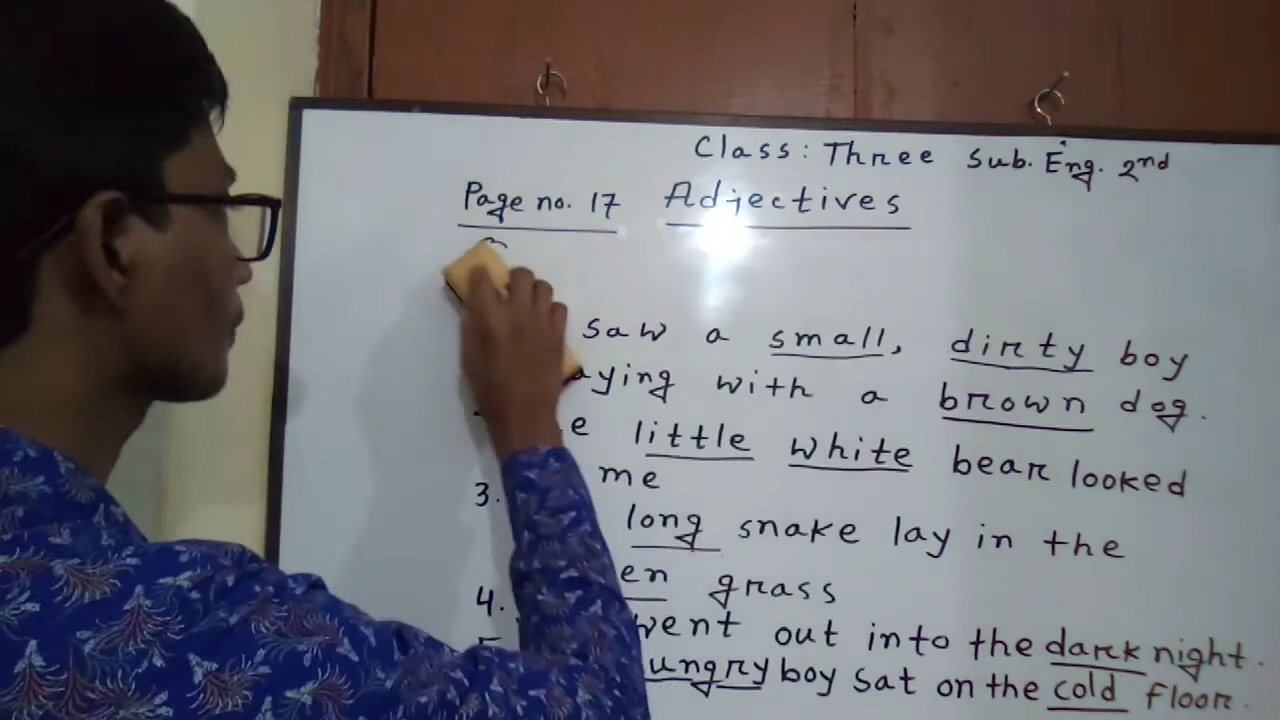 Class: Three Sub. Eng. 2nd
Page no. 17 Adjectives
saw a small, dirty boy
aying with a brown dog.
e little white bear looked
me
3. long snake lay in the
en grass
4. went out into the dark night.
5. ungry boy sat on the cold floor.